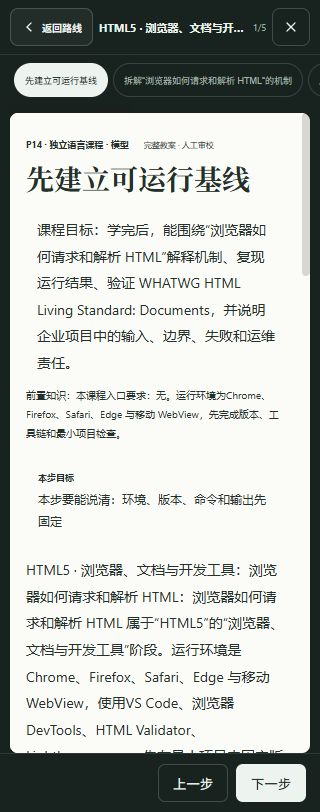 返回路线
HTML5 · 浏览器、文档与开...
1/5
先建立可运行基线
拆解“浏览器如何请求和解析 HTML”的机制
P14 · 独立语言课程 · 模型
完整教案 · 人工审校
先建立可运行基线
课程目标：学完后，能围绕“浏览器如
何请求和解析 HTML”解释机制、复现
运行结果、验证 WHATWG HTML
Living Standard: Documents，并说明
企业项目中的输入、边界、失败和运维
责任。
前置知识：本课程入口要求：无。运行环境为Chrome、
Firefox、Safari、Edge 与移动 WebView，先完成版本、工
具链和最小项目检查。
本步目标
本步要能说清：环境、版本、命令和输出先
固定
HTML5 · 浏览器、文档与开发工具：浏览
器如何请求和解析 HTML：浏览器如何请
求和解析 HTML 属于“HTML5”的“浏览器、
文档与开发工具”阶段。运行环境是
Chrome、Firefox、Safari、Edge 与移动
WebView，使用VS Code、浏览器
DevTools、HTML Validator、
上一步
下一步